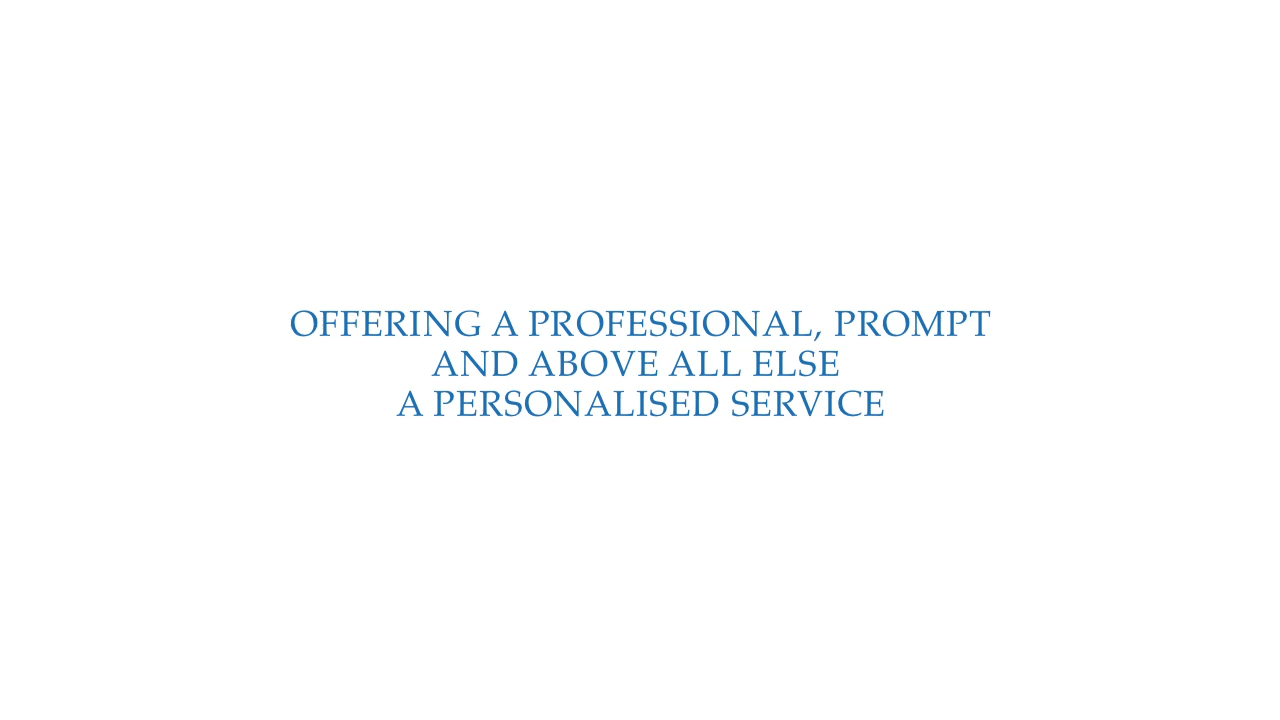 OFFERING A PROFESSIONAL, PROMPT
AND ABOVE ALL ELSE
A PERSONALISED SERVICE